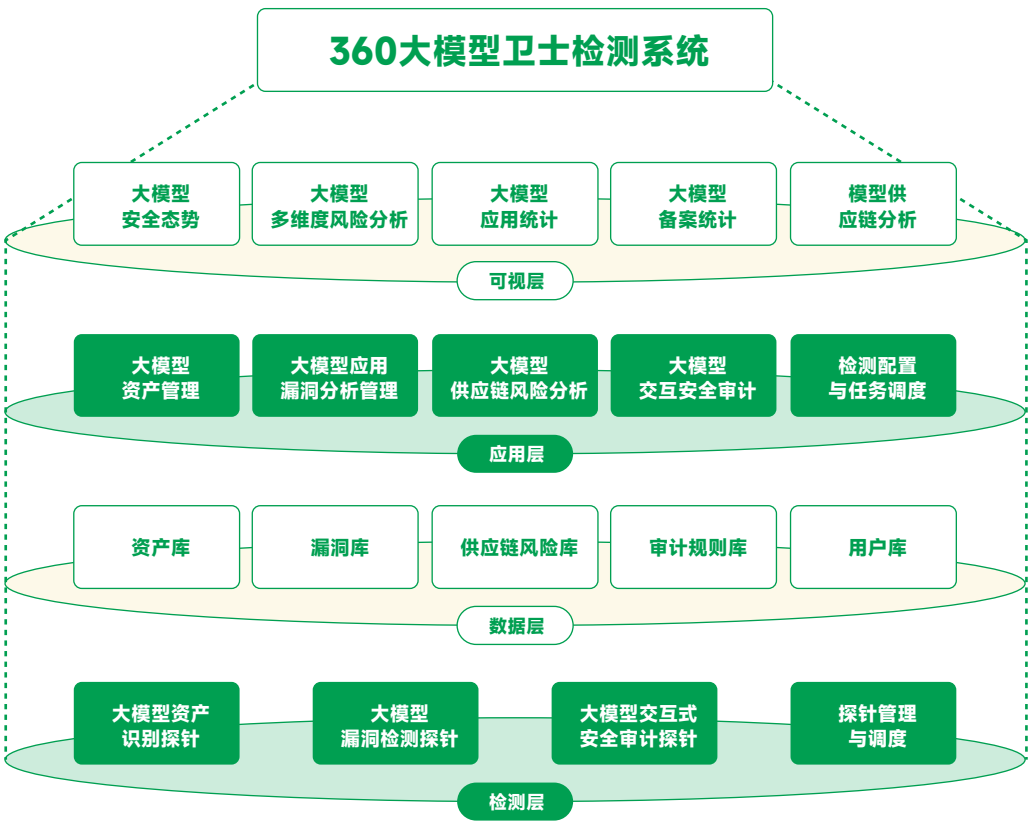 360大模型卫士检测系统
大模型
安全态势
大模型
多维度风险分析
大模型
应用统计
大模型
备案统计
模型供
应链分析
可视层
大模型
资产管理
大模型应用
漏洞分析管理
大模型
供应链风险分析
大模型
交互安全审计
检测配置
与任务调度
应用层
资产库
漏洞库
供应链风险库
审计规则库
用户库
数据层
大模型资产
识别探针
大模型
漏洞检测探针
大模型交互式
安全审计探针
探针管理
与调度
检测层